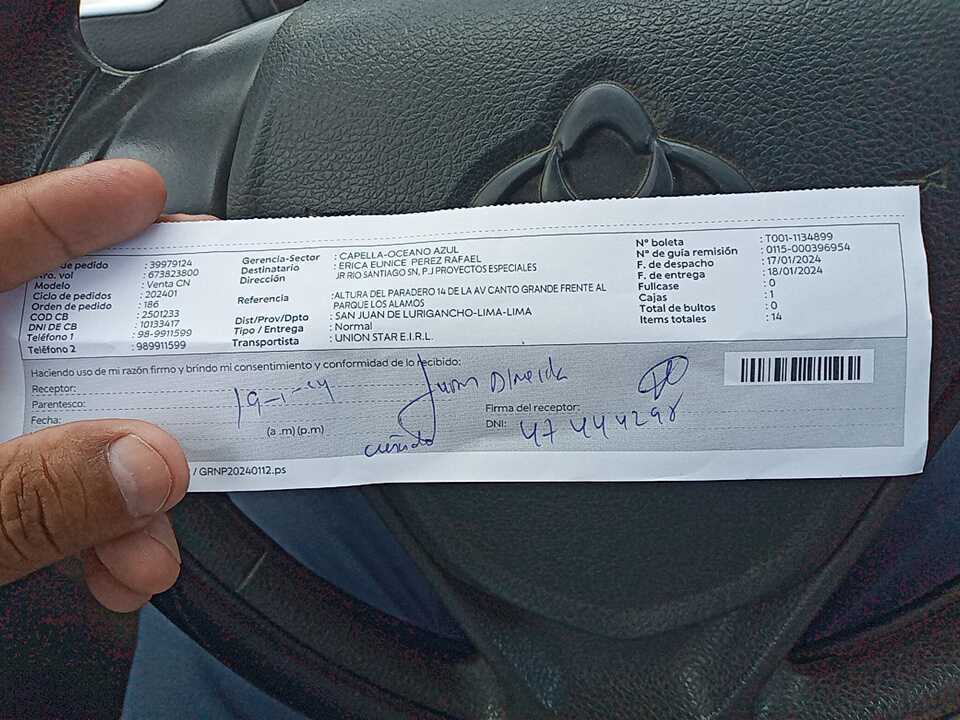 de pedido : 39979124
Nro. vol : 673823800
Modelo : Venta CN
Ciclo de pedidos : 202401
Orden de pedido : 186
COD CB : 2501233
DNI DE CB : 10133417
Teléfono 1 : 98-9911599
Teléfono 2 : 989911599
Gerencia-Sector : CAPELLA-OCEANO AZUL
Destinatario : ERICA EUNICE PEREZ RAFAEL
Dirección JR RIO SANTIAGO SN, P.J PROYECTOS ESPECIALES
Referencia : ALTURA DEL PARADERO 14 DE LA AV CANTO GRANDE FRENTE AL
PARQUE LOS ALAMOS
Dist/Prov/Dpto : SAN JUAN DE LURIGANCHO-LIMA-LIMA
Tipo / Entrega : Normal
Transportista : UNION STAR E.I.R.L.
N° boleta : T001-1134899
N° de guía remisión : 0115-000396954
F. de despacho : 17/01/2024
F. de entrega : 18/01/2024
Fullcase : 0
Cajas : 1
Total de bultos : 0
Items totales : 14
Haciendo uso de mi razón firmo y brindo mi consentimiento y conformidad de lo recibido:
Receptor: Juan Almeida
Parentesco: cuñado
Fecha: 19-1-24
(a .m) (p.m)
Firma del receptor:
DNI: 47444298
/ GRNP20240112.ps